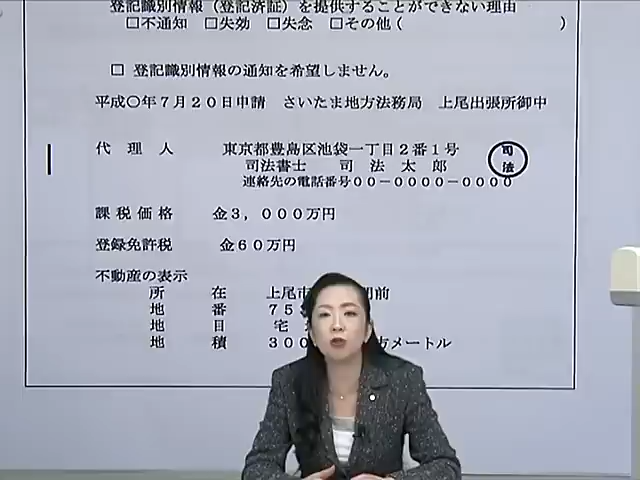 登記識別情報（登記済証）を提供することができない理由
□不通知　□失効　□失念　□その他（　　　　　　　　　　）
□ 登記識別情報の通知を希望しません。
平成〇年７月２０日申請　さいたま地方法務局　上尾出張所御中
代　理　人　　東京都豊島区池袋一丁目２番１号
司法書士　　司　法　太　郎
司法
連絡先の電話番号００－００００－００００
課税価格　　金３，０００万円
登録免許税　　金６０万円
不動産の表示
所　　在　　上尾市　　前
地　　番　　７５
地　　目　　宅
地　　積　　３００　　メートル